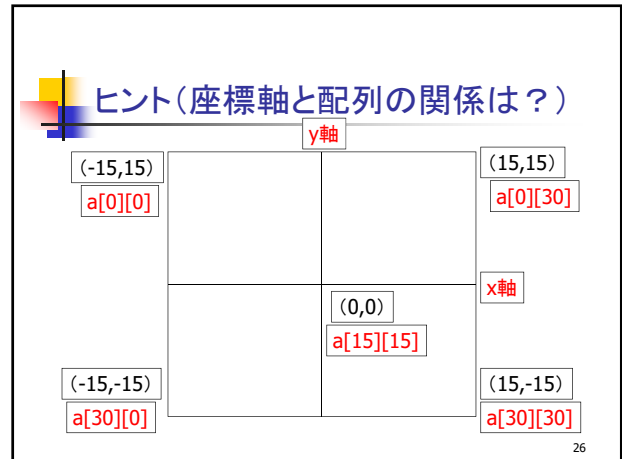 ヒント(座標軸と配列の関係は?)
y軸
(-15,15)
a[0][0]
(15,15)
a[0][30]
x軸
(0,0)
a[15][15]
(-15,-15)
a[30][0]
(15,-15)
a[30][30]
26